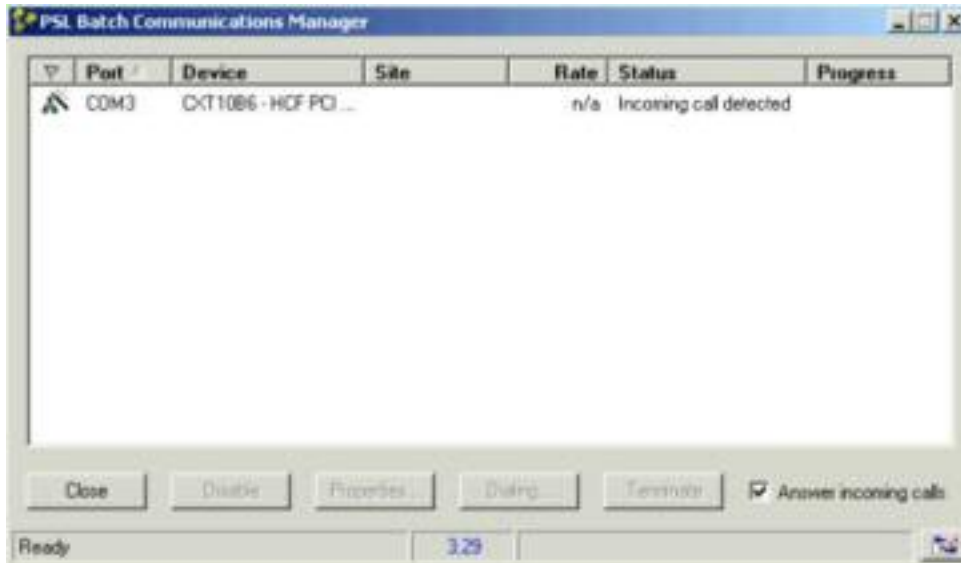 PSL Batch Communications Manager
Port Device Site Rate Status Progress
COM3 CXT10B6 - HCF PCI ... n/a Incoming call detected
Close Disable Properties... Dialing... Terminate Answer incoming calls
Ready 3.29